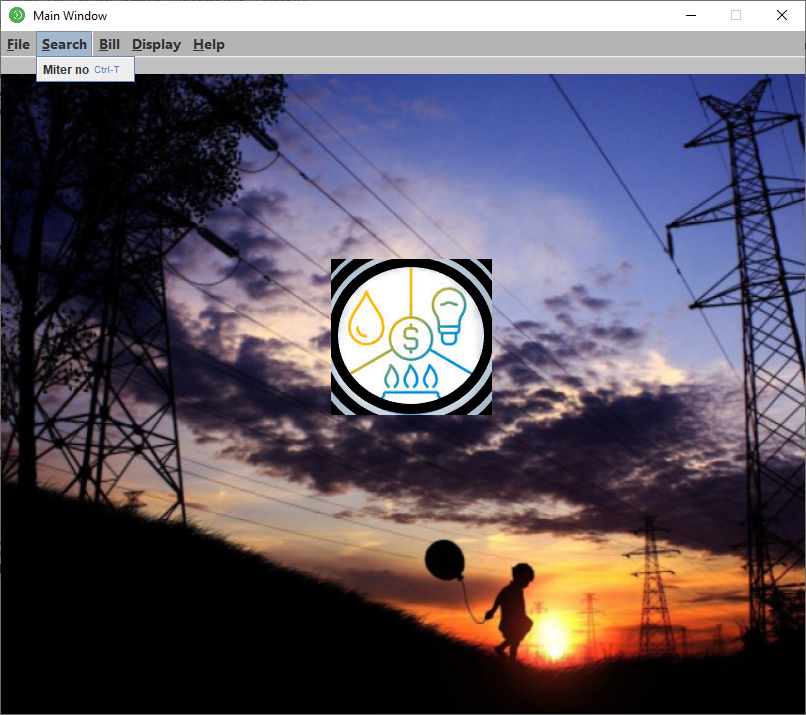 Main Window
File Search Bill Display Help
Miter no Ctrl-T
$